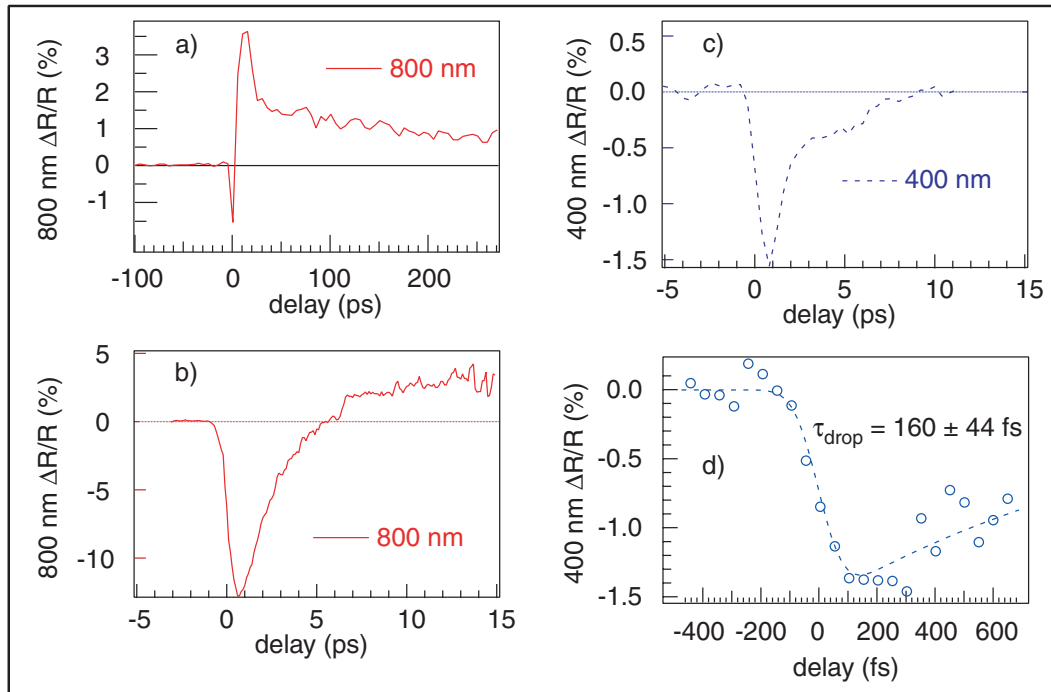 a)
800 nm ΔR/R (%)
3
2
1
0
-1
800 nm
-100 0 100 200
delay (ps)
b)
800 nm ΔR/R (%)
5
0
-5
-10
800 nm
-5 0 5 10 15
delay (ps)
c)
400 nm ΔR/R (%)
0.5
0.0
-0.5
-1.0
-1.5
400 nm
-5 0 5 10 15
delay (ps)
d)
400 nm ΔR/R (%)
0.0
-0.5
-1.0
-1.5
τdrop = 160 ± 44 fs
-400 -200 0 200 400 600
delay (fs)